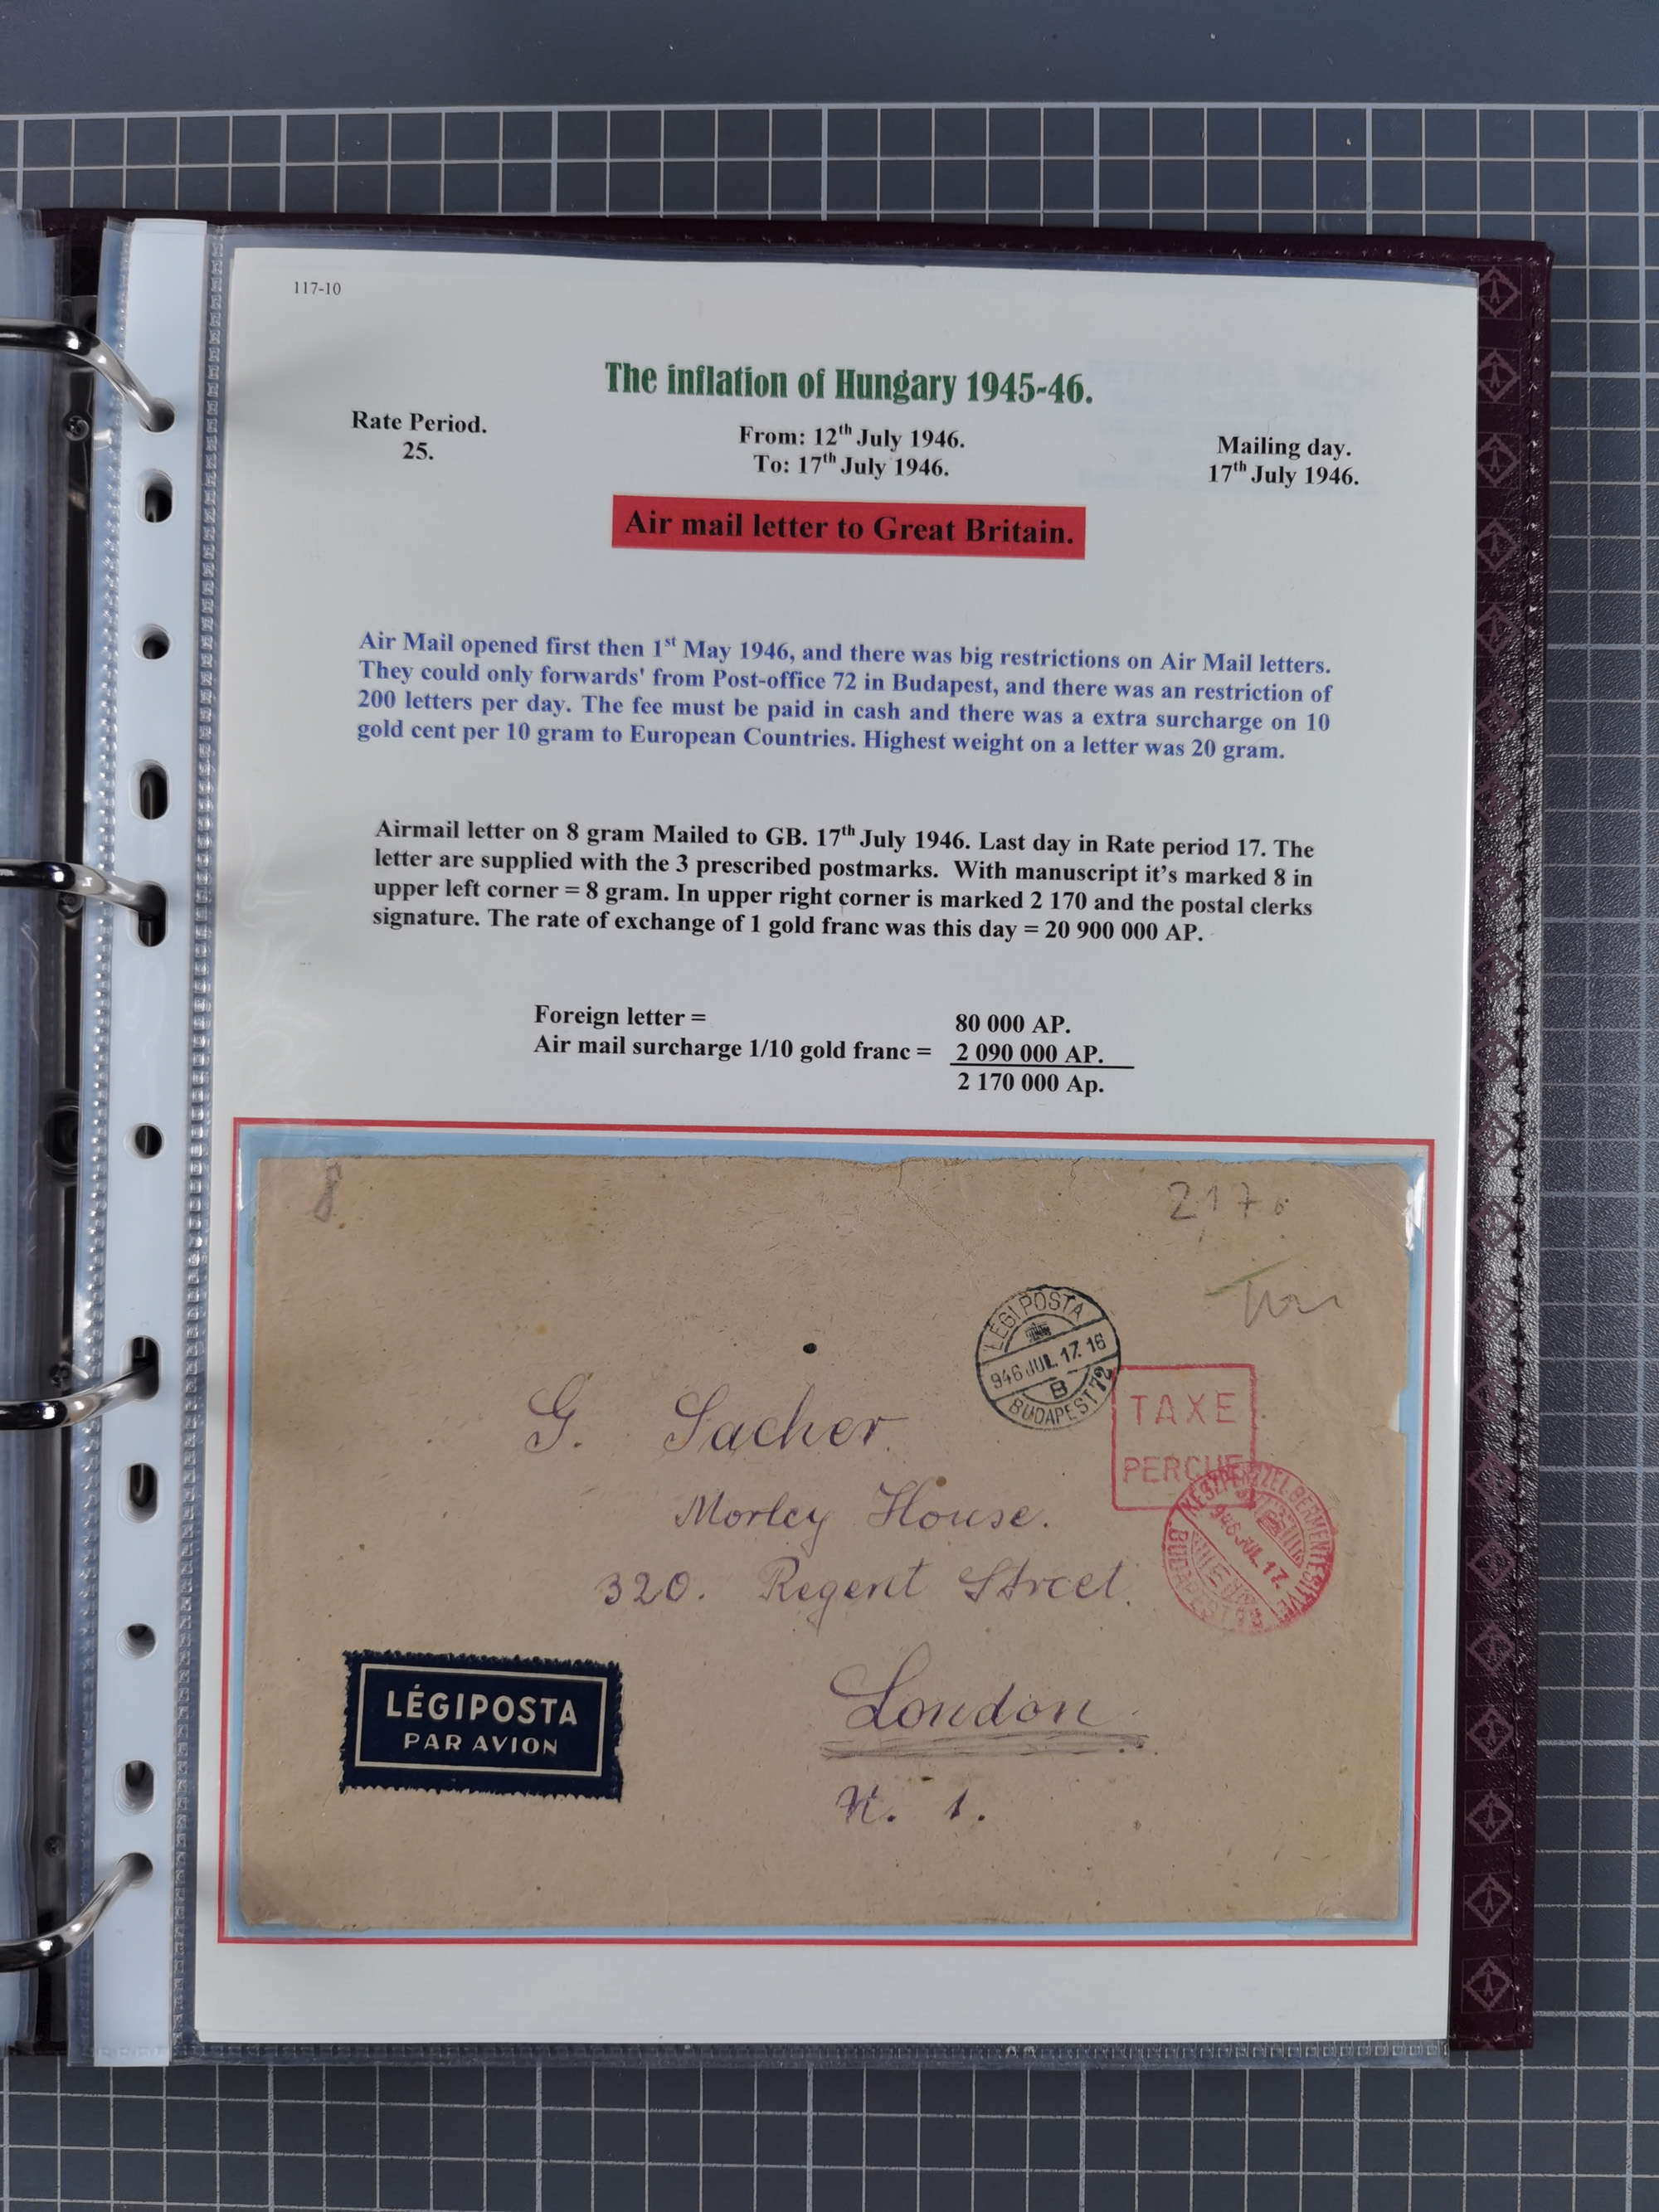 117-10
The inflation of Hungary 1945-46.
Rate Period.
25.
From: 12th July 1946.
To: 17th July 1946.
Mailing day.
17th July 1946.
Air mail letter to Great Britain.
Air Mail opened first then 1st May 1946, and there was big restrictions on Air Mail letters.
They could only forwards' from Post-office 72 in Budapest, and there was an restriction of
200 letters per day. The fee must be paid in cash and there was a extra surcharge on 10
gold cent per 10 gram to European Countries. Highest weight on a letter was 20 gram.
Airmail letter on 8 gram Mailed to GB. 17th July 1946. Last day in Rate period 17. The
letter are supplied with the 3 prescribed postmarks. With manuscript it's marked 8 in
upper left corner = 8 gram. In upper right corner is marked 2 170 and the postal clerks
signature. The rate of exchange of 1 gold franc was this day = 20 900 000 AP.
Foreign letter = 80 000 AP.
Air mail surcharge 1/10 gold franc = 2 090 000 AP.
2 170 000 Ap.
8
2170
LÉGI POSTA
946 JUL. 17. 16
B
BUDAPEST 72
TAXE
PERCUE
KÉSZPÉNZZEL BÉRMENTESITVE
946 JUL. 17.
BUDAPEST
G. Sacher
Morley House.
320. Regent Street.
London.
LÉGIPOSTA
PAR AVION